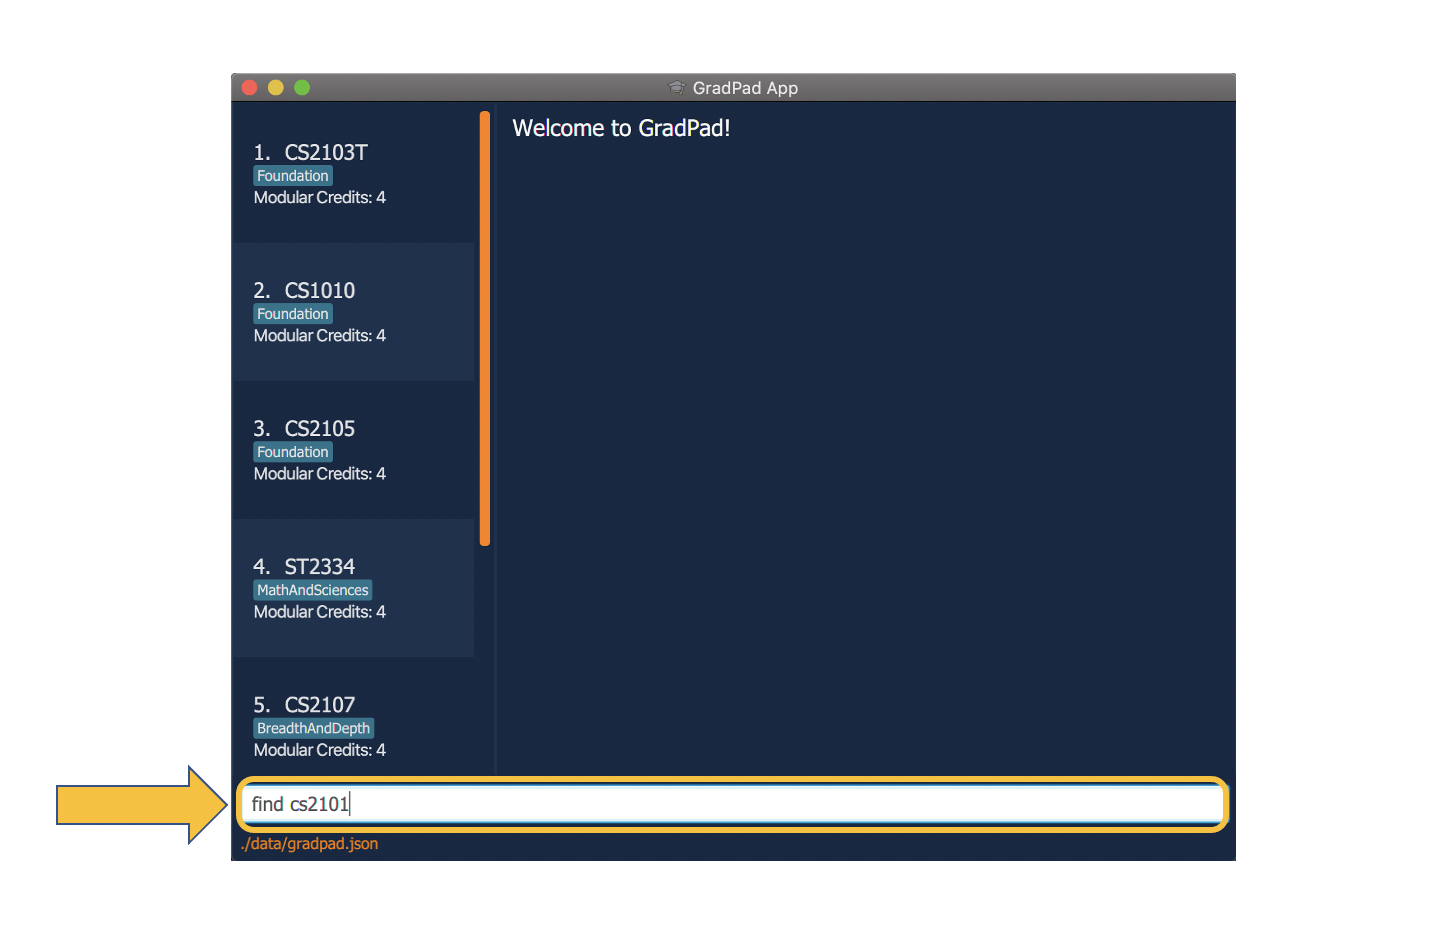 GradPad App
Welcome to GradPad!
1. CS2103T
Foundation
Modular Credits: 4
2. CS1010
Foundation
Modular Credits: 4
3. CS2105
Foundation
Modular Credits: 4
4. ST2334
MathAndSciences
Modular Credits: 4
5. CS2107
BreadthAndDepth
Modular Credits: 4
find cs2101
./data/gradpad.json